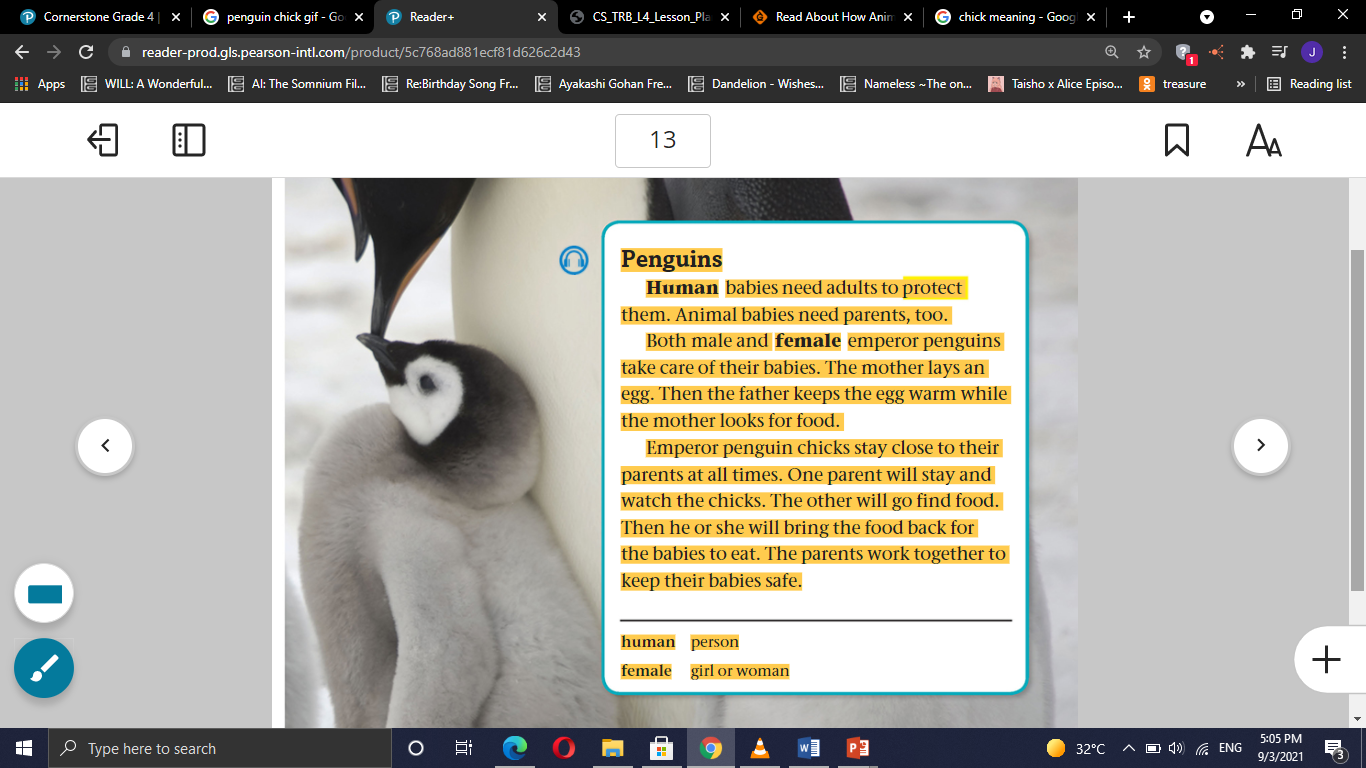 Cornerstone Grade 4 |
penguin chick gif - Go
Reader+
CS_TRB_L4_Lesson_Pla
Read About How Anim
chick meaning - Goog
reader-prod.gls.pearson-intl.com/product/5c768ad881ecf81d626c2d43
1
J
Apps
WILL: A Wonderful...
AI: The Somnium Fil...
Re:Birthday Song Fr...
Ayakashi Gohan Fre...
Dandelion - Wishes...
Nameless ~The on...
Taisho x Alice Episo...
treasure
»
Reading list
13
AA
Penguins
Human babies need adults to protect
them. Animal babies need parents, too.
Both male and female emperor penguins
take care of their babies. The mother lays an
egg. Then the father keeps the egg warm while
the mother looks for food.
Emperor penguin chicks stay close to their
parents at all times. One parent will stay and
watch the chicks. The other will go find food.
Then he or she will bring the food back for
the babies to eat. The parents work together to
keep their babies safe.
human person
female girl or woman
Type here to search
32°C
ENG
5:05 PM
9/3/2021
3